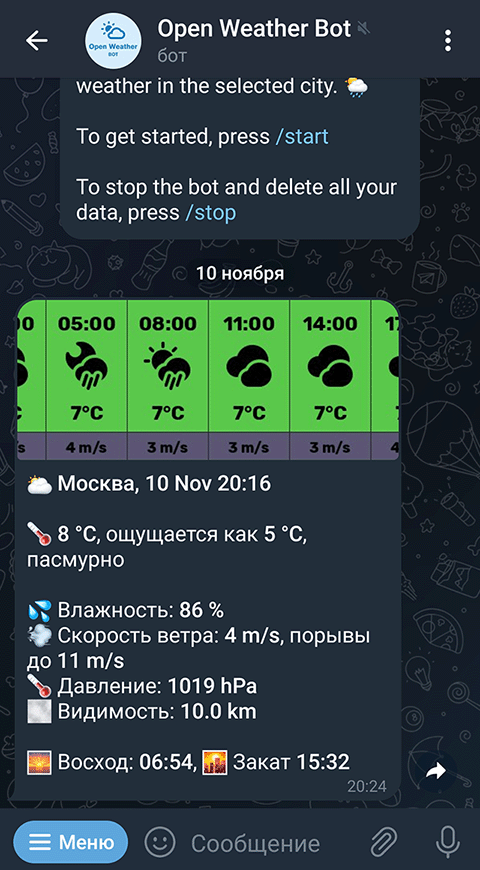 Open Weather Bot
бот
Open Weather
BOT
weather in the selected city.
To get started, press /start
To stop the bot and delete all your
data, press /stop
10 ноября
05:00 08:00 11:00 14:00
7°C 7°C 7°C 7°C
4 m/s 3 m/s 3 m/s 3 m/s
Москва, 10 Nov 20:16
8 °C, ощущается как 5 °C,
пасмурно
Влажность: 86 %
Скорость ветра: 4 m/s, порывы
до 11 m/s
Давление: 1019 hPa
Видимость: 10.0 km
Восход: 06:54, Закат 15:32
20:24
Меню Сообщение